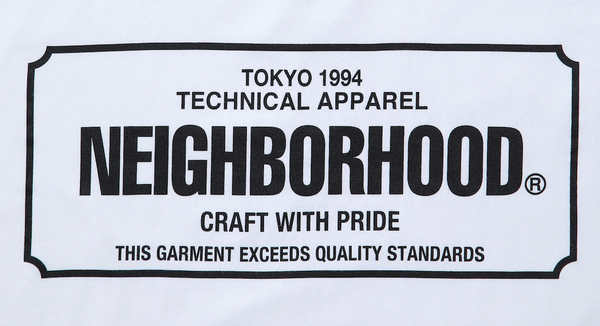 TOKYO 1994
TECHNICAL APPAREL
NEIGHBORHOOD®
CRAFT WITH PRIDE
THIS GARMENT EXCEEDS QUALITY STANDARDS